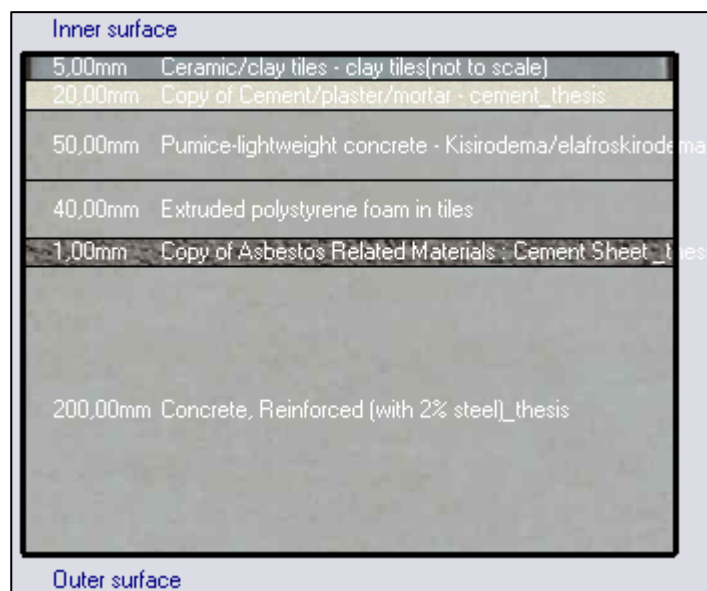 Inner surface
5,00mm Ceramic/clay tiles - clay tiles(not to scale)
20,00mm Copy of Cement/plaster/mortar - cement_thesis
50,00mm Pumice-lightweight concrete - Kisirodema/elafroskirodema
40,00mm Extruded polystyrene foam in tiles
1,00mm Copy of Asbestos Related Materials : Cement Sheet _thes
200,00mm Concrete, Reinforced (with 2% steel)_thesis
Outer surface